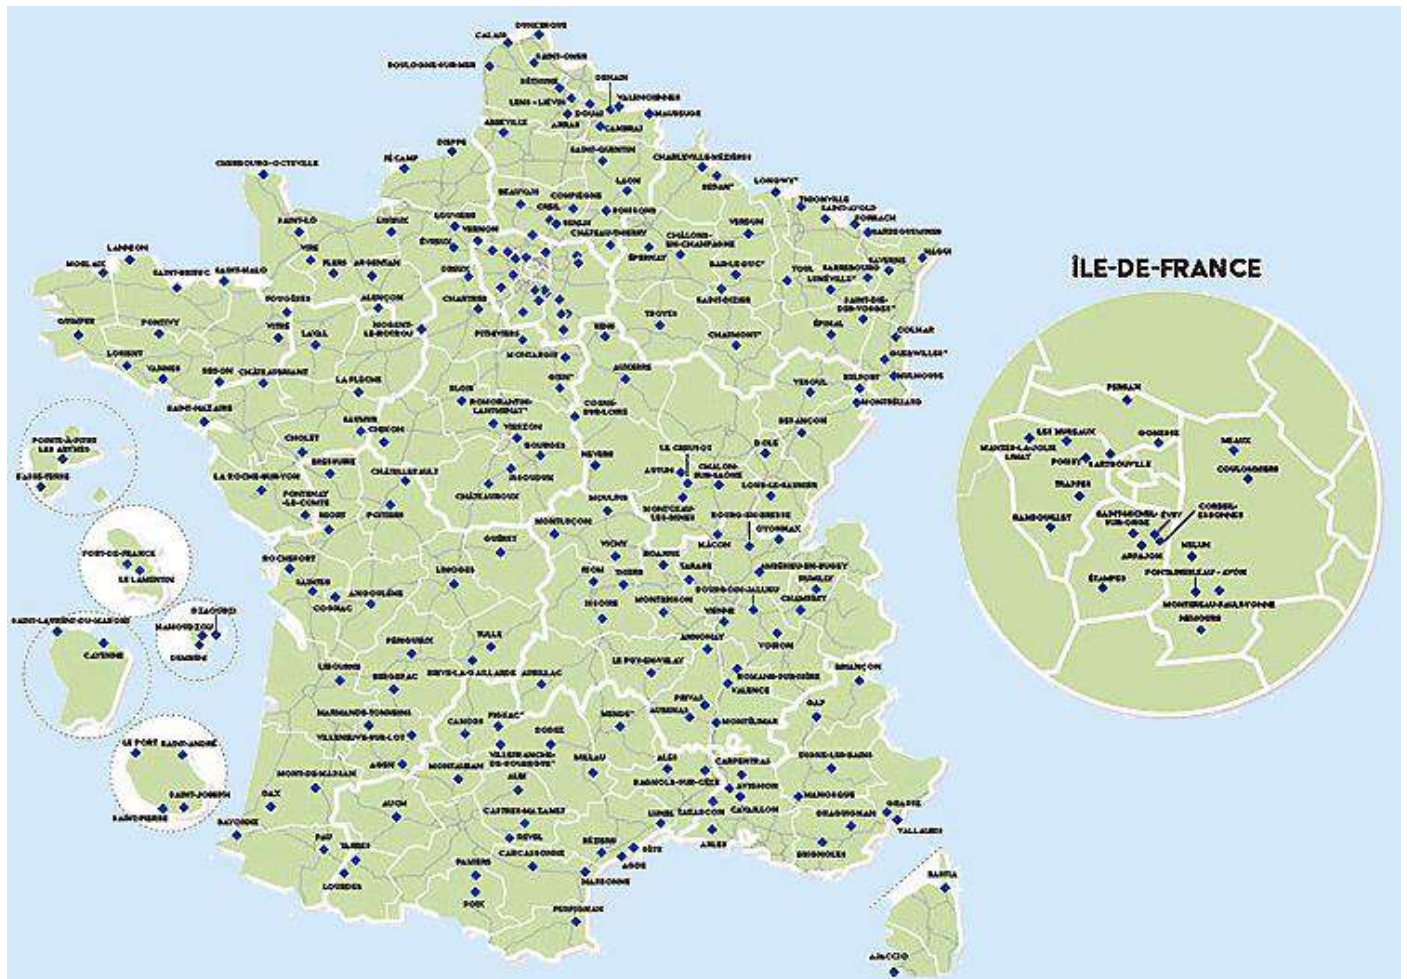 DUNKERQUE
CALAIS
SAINT-OMER
BOULOGNE-SUR-MER
DENAIN
BÉTHUNE
VALENCIENNES
LENS - LIÉVIN
DOUAI
MAUBEUGE
ABBEVILLE
ARRAS
CAMBRAI
DIEPPE
SAINT-QUENTIN
FÉCAMP
CHARLEVILLE-MÉZIÈRES
CHERBOURG-OCTEVILLE
LAON
SEDAN*
LONGWY*
BEAUVAIS
COMPIÈGNE
THIONVILLE
CREIL
SOISSONS
SAINT-AVOLD
LOUVIERS
SENLIS
FORBACH
SAINT-LÔ
LISIEUX
VERDUN
VERNON
SARREGUEMINES
CHÂLONS-
EN-CHAMPAGNE
ÉVREUX
CHÂTEAU-THIERRY
LANNION
VIRE
ÉPERNAY
MORLAIX
FLERS
ARGENTAN
DREUX
BAR-LE-DUC*
TOUL
SARREBOURG
SAVERNE
SAINT-BRIEUC
SAINT-MALO
LUNÉVILLE*
ÎLE-DE-FRANCE
FOUGÈRES
ALENÇON
CHARTRES
SAINT-DIZIER
SAINT-DIÉ-
DES-VOSGES*
QUIMPER
PONTIVY
VITRÉ
LAVAL
NOGENT-
LE-ROTROU
PITHIVIERS
SENS
TROYES
CHAUMONT*
ÉPINAL
COLMAR
LORIENT
MONTARGIS
GUEBWILLER*
VANNES
REDON
CHÂTEAUBRIANT
LA FLÈCHE
BLOIS
GIEN*
AUXERRE
VESOUL
BELFORT
MULHOUSE
SAINT-NAZAIRE
ROMORANTIN-
LANTHENAY*
COSNE-
SUR-LOIRE
MONTBÉLIARD
SAUMUR
CHINON
VIERZON
BESANÇON
CHOLET
BOURGES
LE CREUSOT
DOLE
POINTE-À-PITRE
LES ABYMES
BASSE-TERRE
BRESSUIRE
CHÂTELLERAULT
NEVERS
AUTUN
CHALON-
SUR-SAÔNE
LA ROCHE-SUR-YON
ISSOUDUN
CHÂTEAUROUX
LONS-LE-SAUNIER
FONTENAY
-LE-COMTE
NIORT
POITIERS
MOULINS
MONTCEAU-
LES-MINES
BOURG-EN-BRESSE
MONTLUÇON
OYONNAX
GUÉRET
MÂCON
FORT-DE-FRANCE
LE LAMENTIN
ROCHEFORT
VICHY
ROANNE
LIMOGES
RIOM
THIERS
TARARE
AMBÉRIEU-EN-BUGEY
RUMILLY
SAINTES
COGNAC
ANGOULÊME
ISSOIRE
MONTBRISON
BOURGOIN-JALLIEU
VIENNE
CHAMBÉRY
SAINT-LAURENT-DU-MARONI
CAYENNE
DZAOUDZI
MAMOUDZOU
DEMBENI
PÉRIGUEUX
TULLE
ANNONAY
VOIRON
LIBOURNE
BERGERAC
BRIVE-LA-GAILLARDE
AURILLAC
LE PUY-EN-VELAY
ROMANS-SUR-ISÈRE
VALENCE
BRIANÇON
MARMANDE-TONNEINS
CAHORS
FIGEAC*
MENDE*
PRIVAS
AUBENAS
GAP
MONTÉLIMAR
VILLENEUVE-SUR-LOT
RODEZ
LE PORT
SAINT-ANDRÉ
SAINT-JOSEPH
SAINT-PIERRE
MONT-DE-MARSAN
AGEN
MONTAUBAN
VILLEFRANCHE-
DE-ROUERGUE*
MILLAU
ALÈS
BAGNOLS-SUR-CÈZE
CARPENTRAS
DIGNE-LES-BAINS
ALBI
AVIGNON
DAX
AUCH
CASTRES-MAZAMET
LUNEL
TARASCON
CAVAILLON
MANOSQUE
GRASSE
BAYONNE
REVEL
BÉZIERS
SÈTE
ARLES
DRAGUIGNAN
VALLAURIS
PAU
TARBES
CARCASSONNE
AGDE
BRIGNOLES
LOURDES
PAMIERS
NARBONNE
BASTIA
FOIX
PERPIGNAN
AJACCIO
PERSAN
LES MUREAUX
GONESSE
MEAUX
MANTES-LA-JOLIE
LIMAY
POISSY
SARTROUVILLE
COULOMMIERS
TRAPPES
RAMBOUILLET
SAINT-MICHEL-
SUR-ORGE
ÉVRY
CORBEIL-
ESSONNES
ARPAJON
MELUN
ÉTAMPES
FONTAINEBLEAU - AVON
MONTEREAU-FAULT-YONNE
NEMOURS